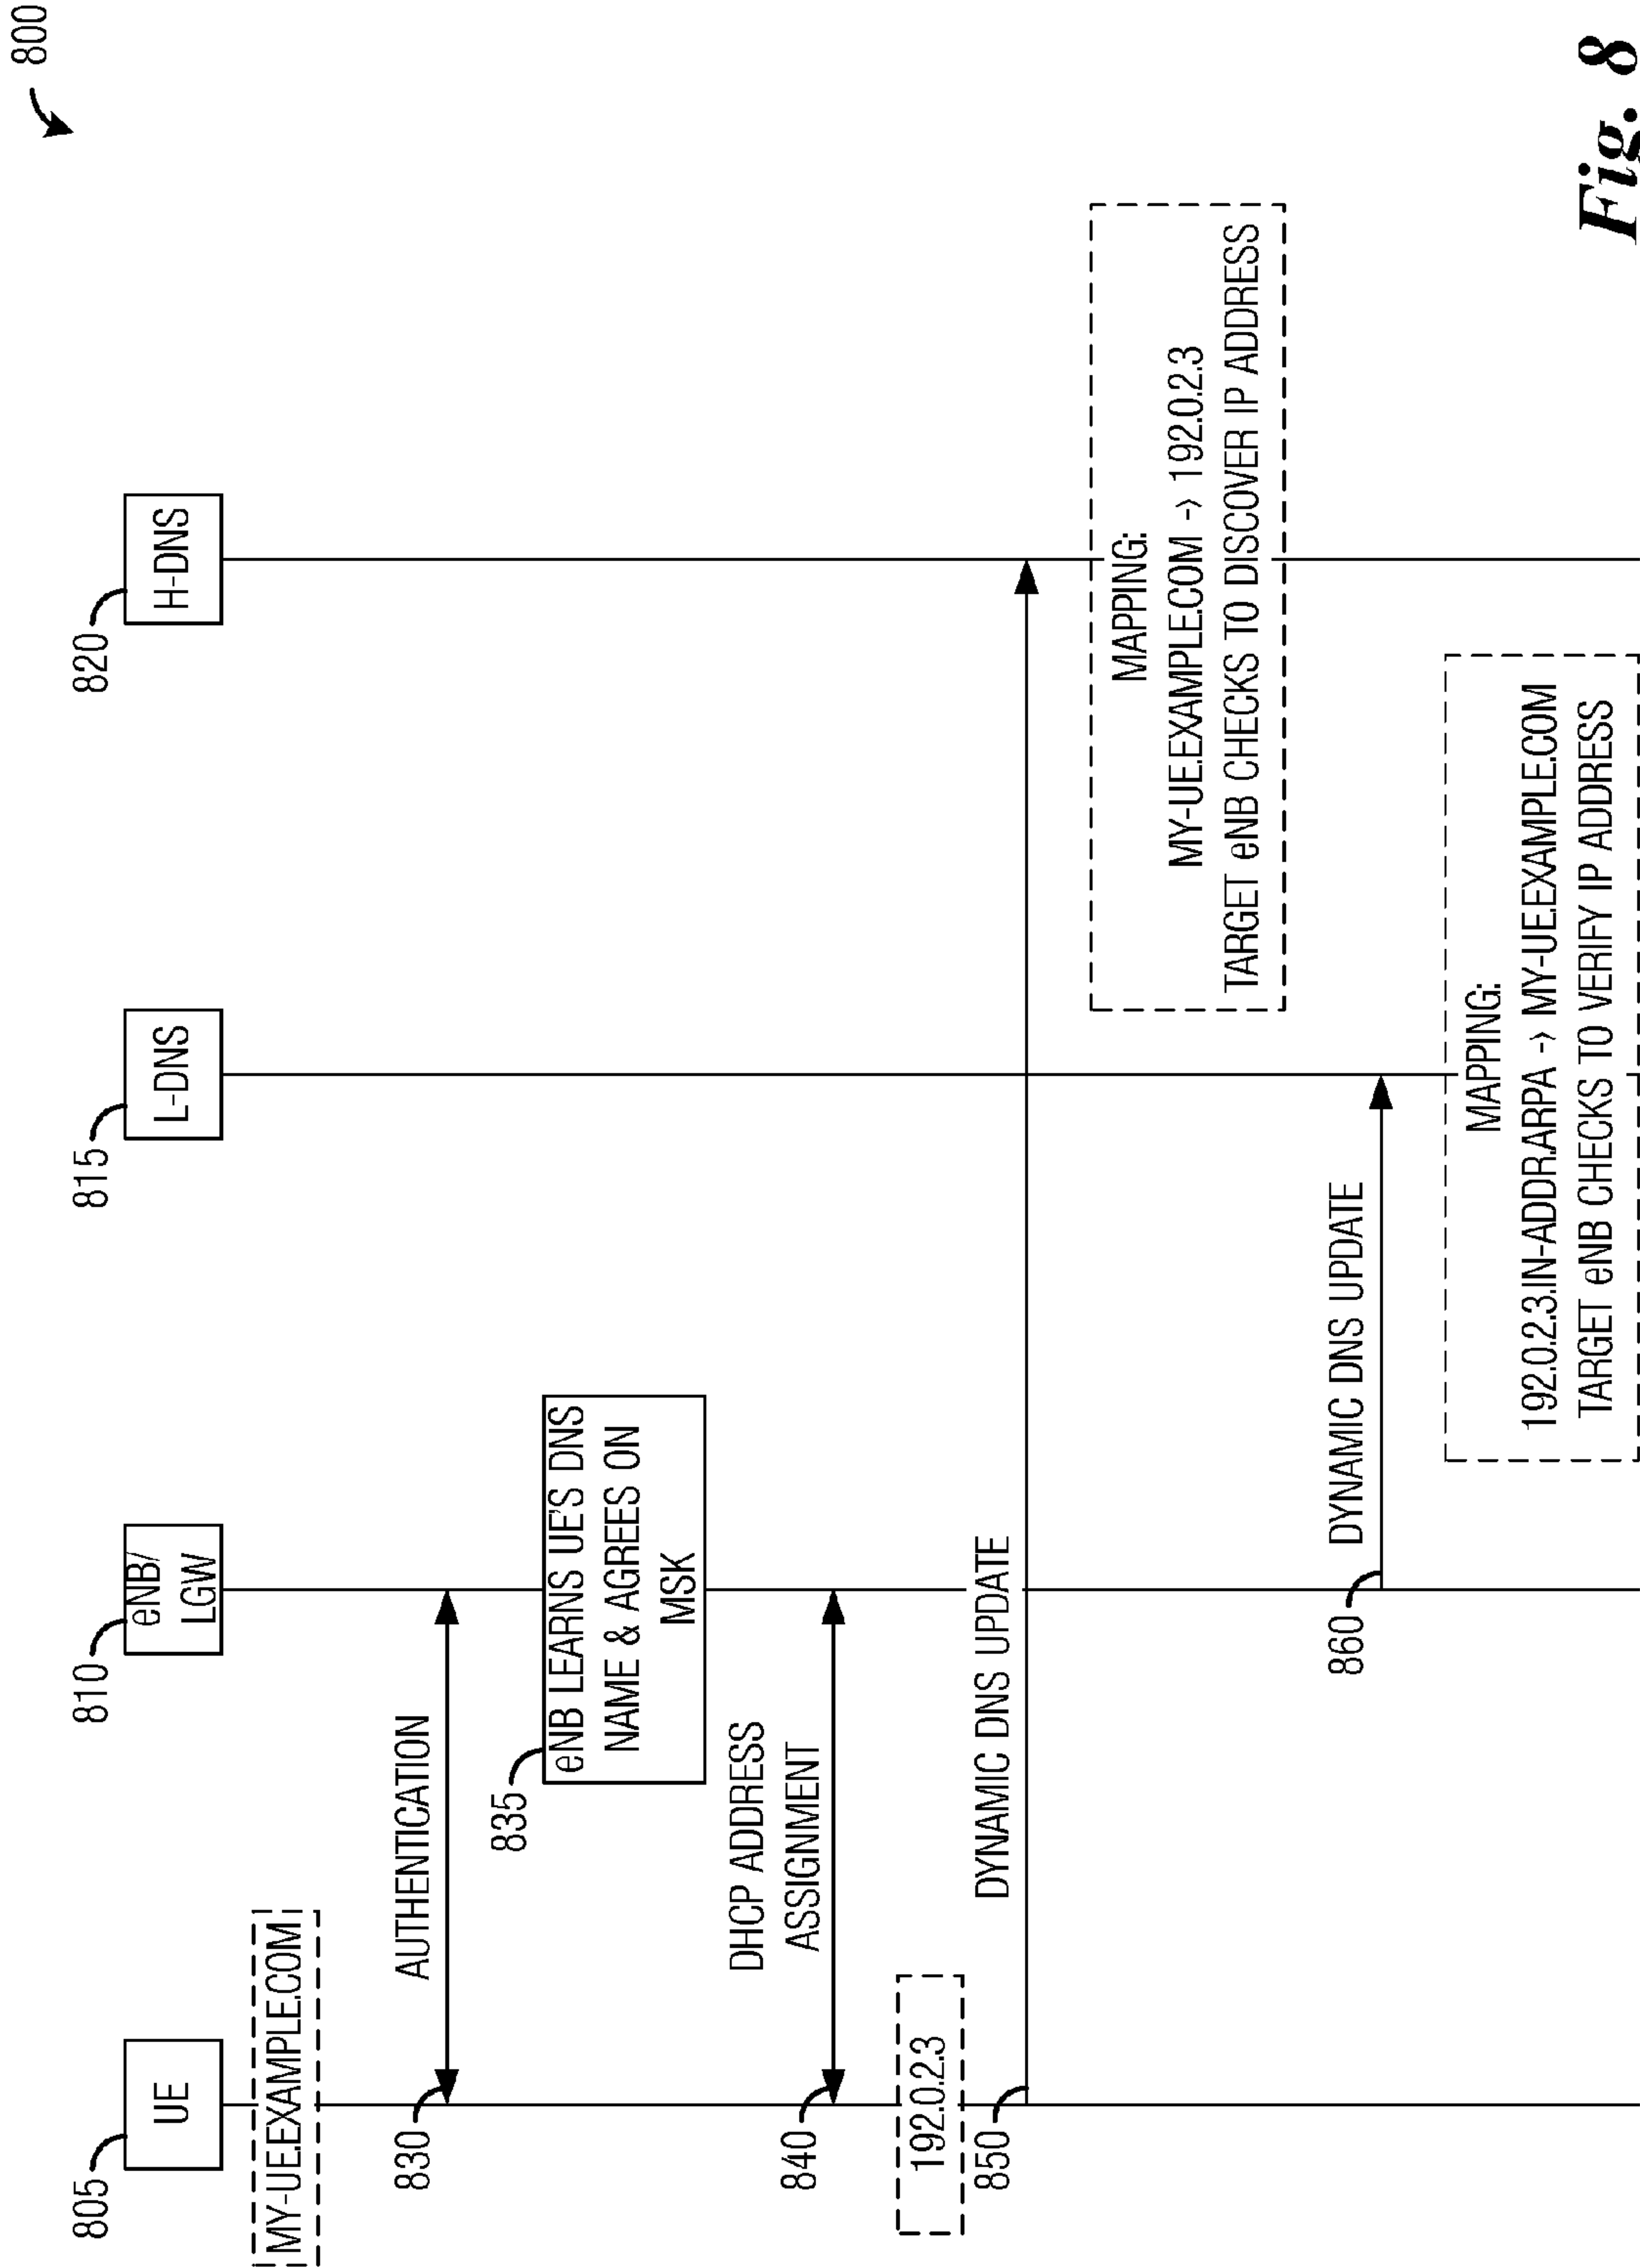 800
805
810
815
820
UE
eNB/
LGW
L-DNS
H-DNS
MY-UE.EXAMPLE.COM
830
AUTHENTICATION
835
eNB LEARNS UE'S DNS
NAME & AGREES ON
MSK
840
DHCP ADDRESS
ASSIGNMENT
192.0.2.3
850
DYNAMIC DNS UPDATE
MAPPING:
MY-UE.EXAMPLE.COM -> 192.0.2.3
TARGET eNB CHECKS TO DISCOVER IP ADDRESS
860
DYNAMIC DNS UPDATE
MAPPING:
192.0.2.3.IN-ADDR.ARPA -> MY-UE.EXAMPLE.COM
TARGET eNB CHECKS TO VERIFY IP ADDRESS
Fig. 8